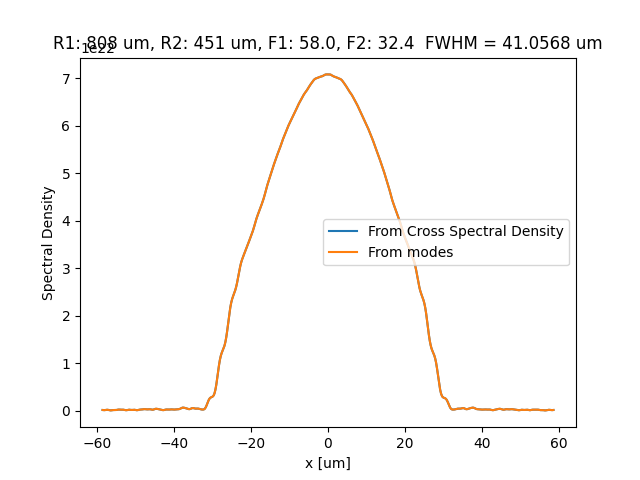 R1: 808 um, R2: 451 um, F1: 58.0, F2: 32.4  FWHM = 41.0568 um
1e22
7
6
5
4
3
2
1
0
Spectral Density
From Cross Spectral Density
From modes
−60 −40 −20 0 20 40 60
x [um]